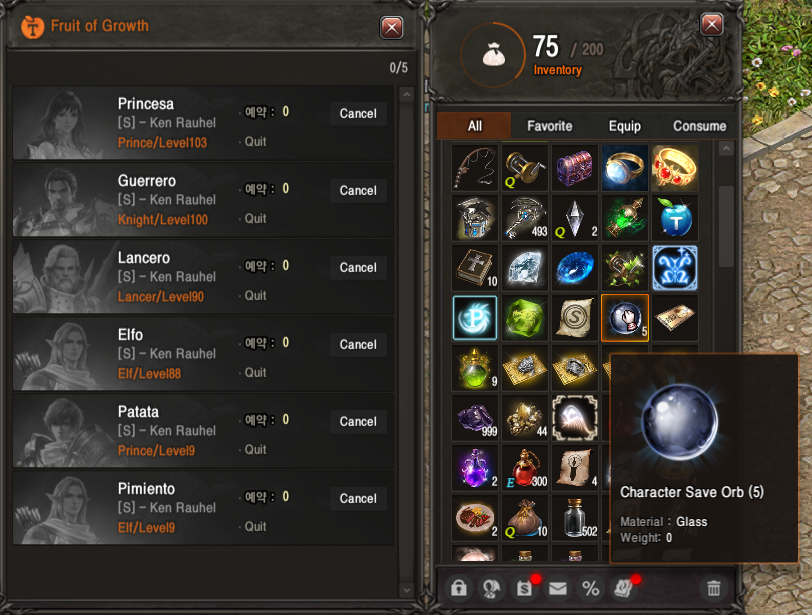 Fruit of Growth
0/5
Princesa
[S] - Ken Rauhel
Prince/Level103
· 예약 : 0
· Quit
Cancel
Guerrero
[S] - Ken Rauhel
Knight/Level100
· 예약 : 0
· Quit
Cancel
Lancero
[S] - Ken Rauhel
Lancer/Level90
· 예약 : 0
· Quit
Cancel
Elfo
[S] - Ken Rauhel
Elf/Level88
· 예약 : 0
· Quit
Cancel
Patata
[S] - Ken Rauhel
Prince/Level9
· 예약 : 0
· Quit
Cancel
Pimiento
[S] - Ken Rauhel
Elf/Level9
· 예약 : 0
· Quit
Cancel
75 / 200
Inventory
All Favorite Equip Consume
Q
493 Q 2 T
10
P S 5
9
999 44
2 E 300 4
2 Q 10 502
Character Save Orb (5)
Material : Glass
Weight: 0